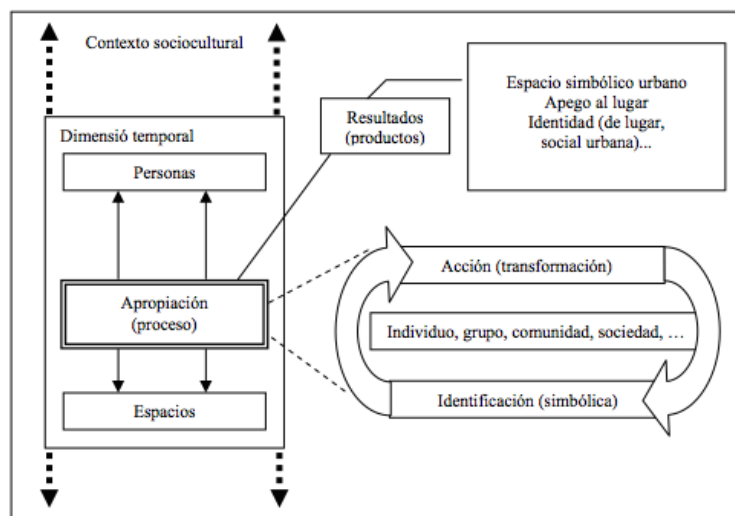 Contexto sociocultural
Dimensió temporal
Personas
Apropiación
(proceso)
Espacios
Resultados
(productos)
Espacio simbólico urbano
Apego al lugar
Identidad (de lugar,
social urbana)...
Acción (transformación)
Individuo, grupo, comunidad, sociedad, …
Identificación (simbólica)